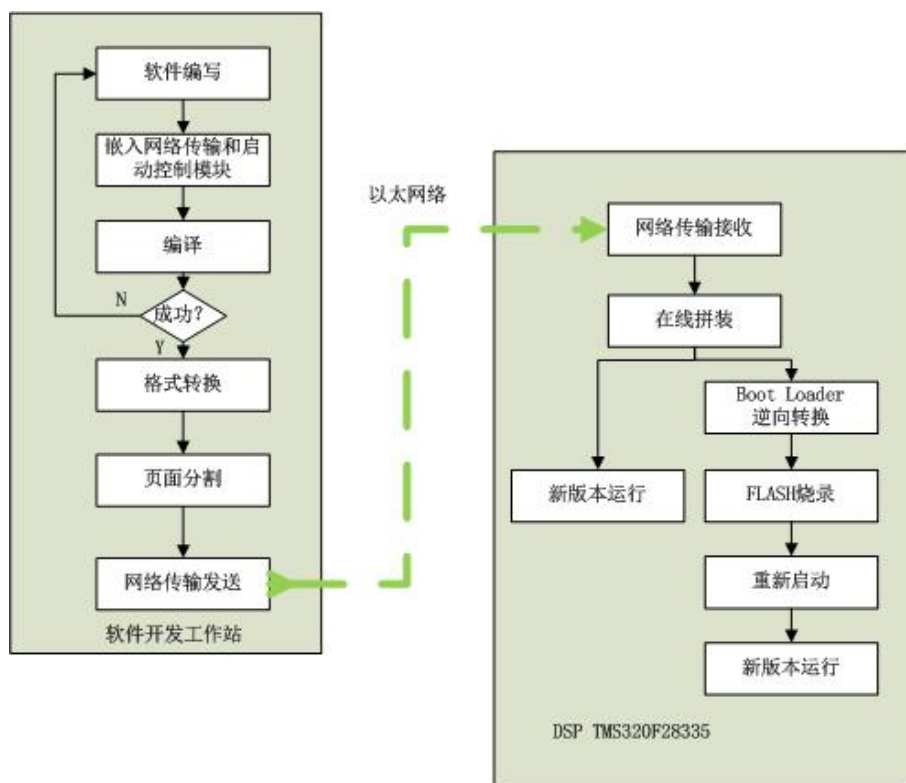 软件编写
嵌入网络传输和启
动控制模块
编译
成功?
N
Y
格式转换
页面分割
网络传输发送
软件开发工作站
以太网络
网络传输接收
在线拼装
Boot Loader
逆向转换
新版本运行
FLASH烧录
重新启动
新版本运行
DSP TMS320F28335